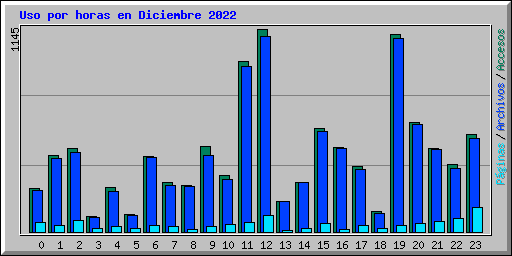 Uso por horas en Diciembre 2022
1145
Páginas / Archivos / Accesos
0 1 2 3 4 5 6 7 8 9 10 11 12 13 14 15 16 17 18 19 20 21 22 23